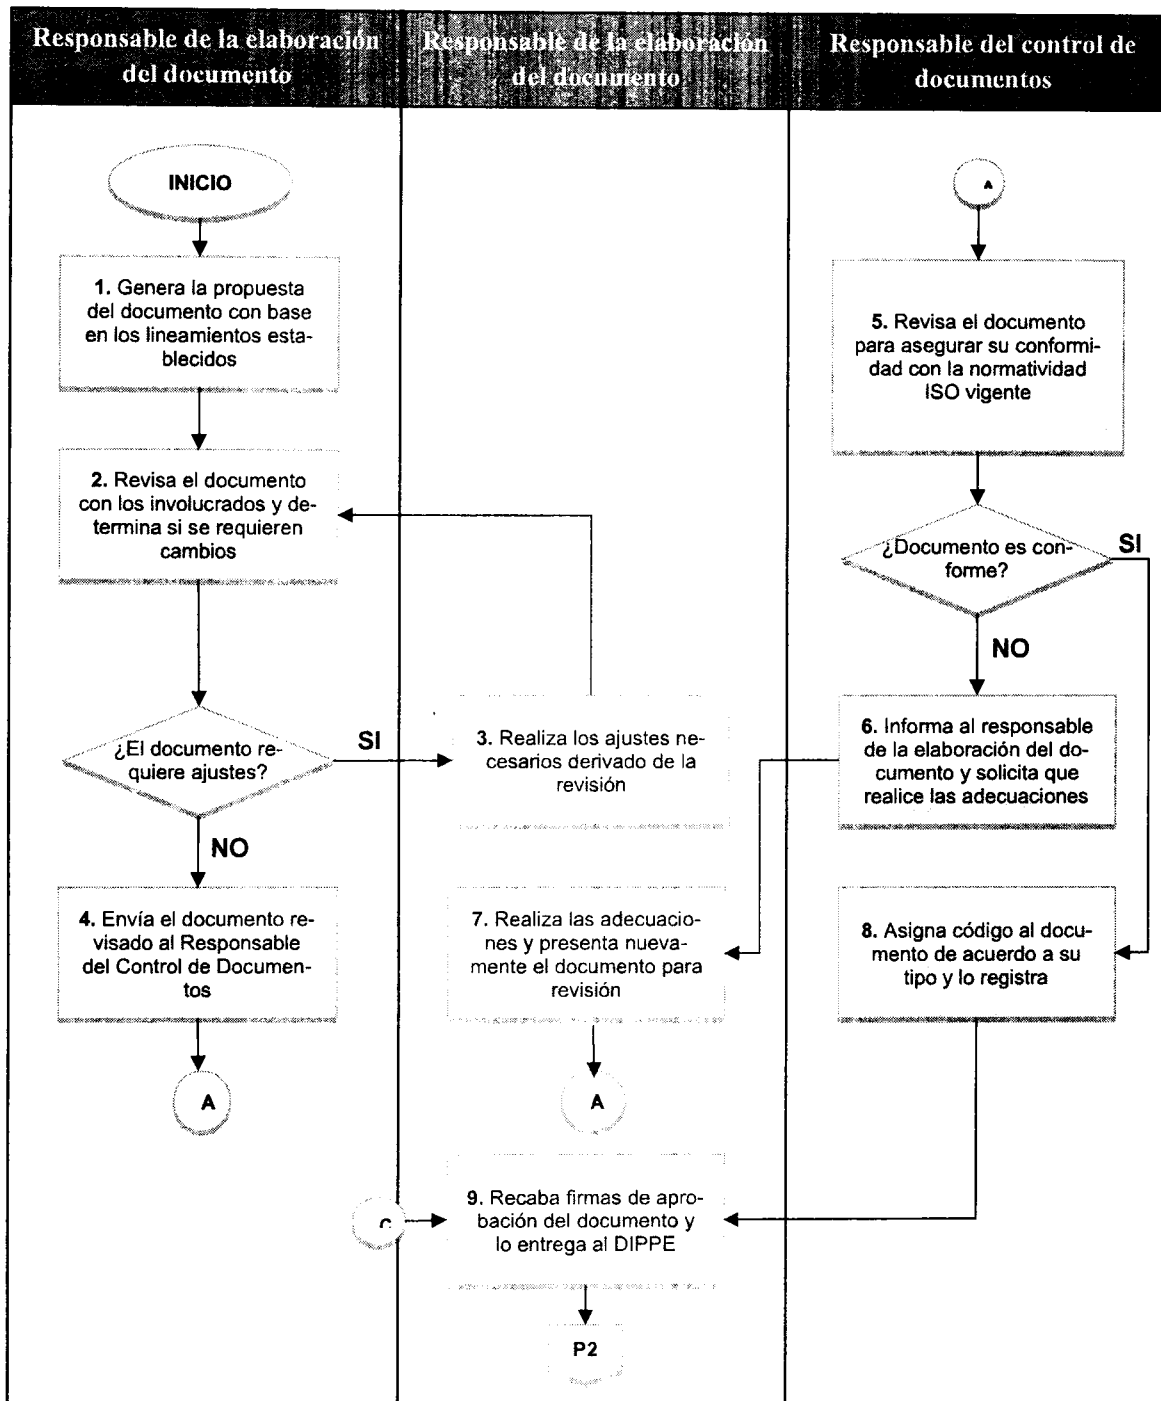 Responsable de la elaboración
del documento
Responsable de la elaboración
del documento
Responsable del control de
documentos
INICIO
1. Genera la propuesta
del documento con base
en los lineamientos esta-
blecidos
2. Revisa el documento
con los involucrados y de-
termina si se requieren
cambios
¿El documento re-
quiere ajustes?
SI
NO
4. Envía el documento re-
visado al Responsable
del Control de Documen-
tos
A
3. Realiza los ajustes ne-
cesarios derivado de la
revisión
7. Realiza las adecuacio-
nes y presenta nueva-
mente el documento para
revisión
A
C
9. Recaba firmas de apro-
bación del documento y
lo entrega al DIPPE
P2
A
5. Revisa el documento
para asegurar su conformi-
dad con la normatividad
ISO vigente
¿Documento es con-
forme?
SI
NO
6. Informa al responsable
de la elaboración del do-
cumento y solicita que
realice las adecuaciones
8. Asigna código al docu-
mento de acuerdo a su
tipo y lo registra